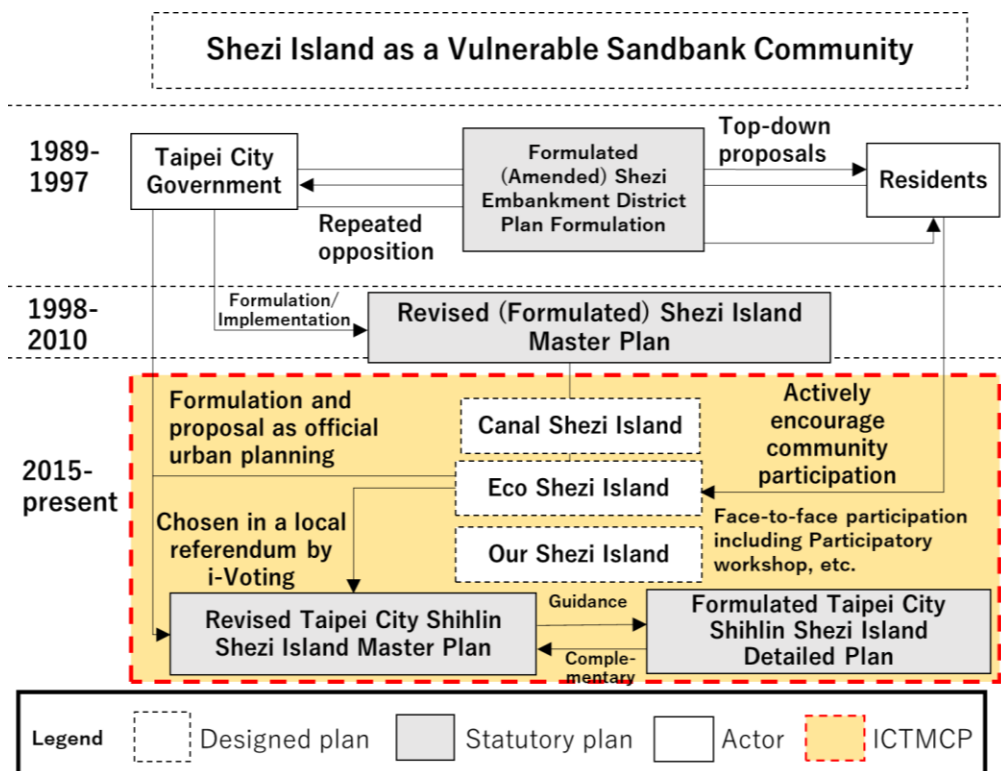 Shezi Island as a Vulnerable Sandbank Community
1989-
1997
Taipei City
Government
Formulated
(Amended) Shezi
Embankment District
Plan Formulation
Top-down
proposals
Residents
Repeated
opposition
1998-
2010
Formulation/
Implementation
Revised (Formulated) Shezi Island
Master Plan
2015-
present
Formulation and
proposal as official
urban planning
Canal Shezi Island
Eco Shezi Island
Our Shezi Island
Actively
encourage
community
participation
Chosen in a local
referendum by
i-Voting
Face-to-face participation
including Participatory
workshop, etc.
Revised Taipei City Shihlin
Shezi Island Master Plan
Guidance
Comple-
mentary
Formulated Taipei City
Shihlin Shezi Island
Detailed Plan
Legend
Designed plan
Statutory plan
Actor
ICTMCP